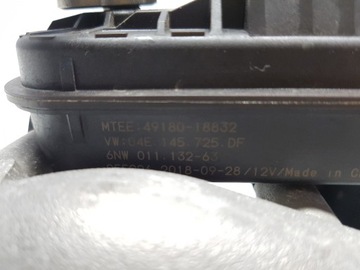 MTEE:49180-18832
VW:04E.145.725.DF
6NW 011.132-63
2018-09-28/12V/Made in